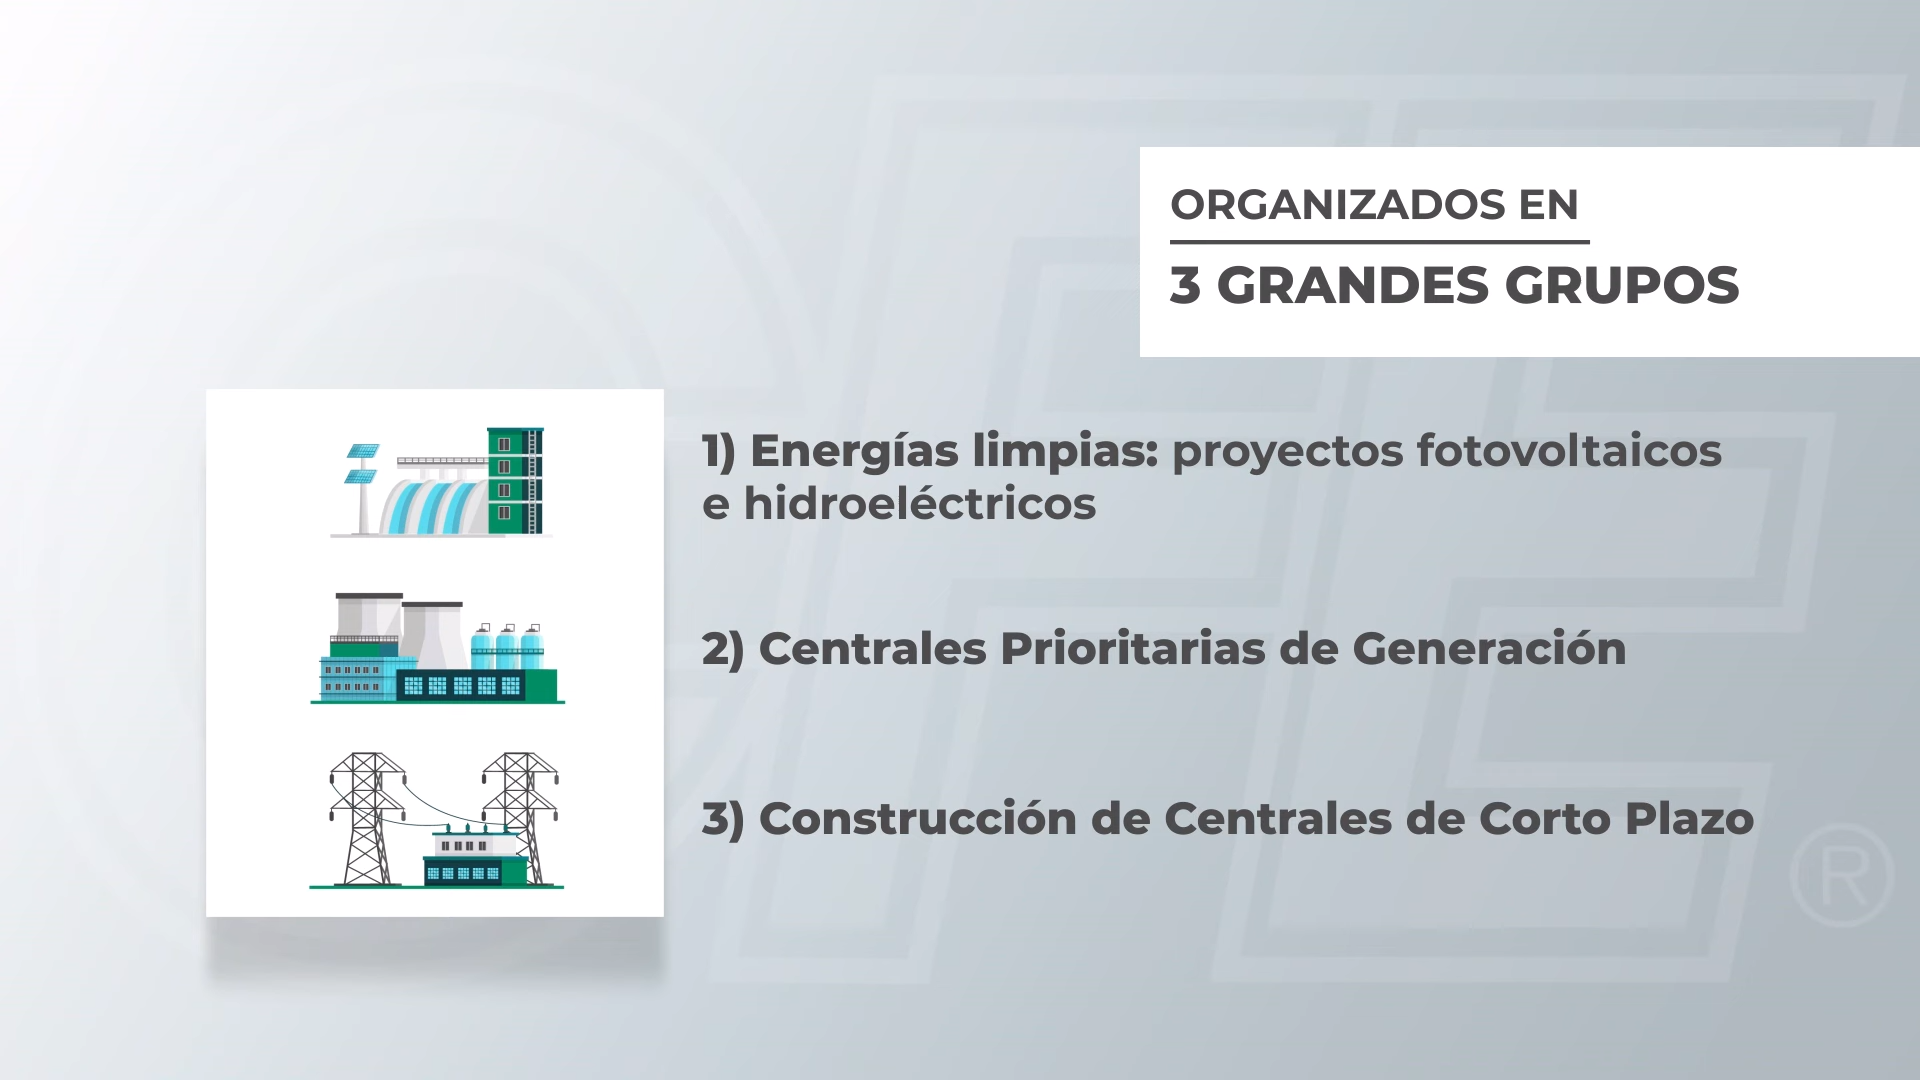 ORGANIZADOS EN
3 GRANDES GRUPOS
1) Energías limpias: proyectos fotovoltaicos
e hidroeléctricos
2) Centrales Prioritarias de Generación
3) Construcción de Centrales de Corto Plazo
CFE
®